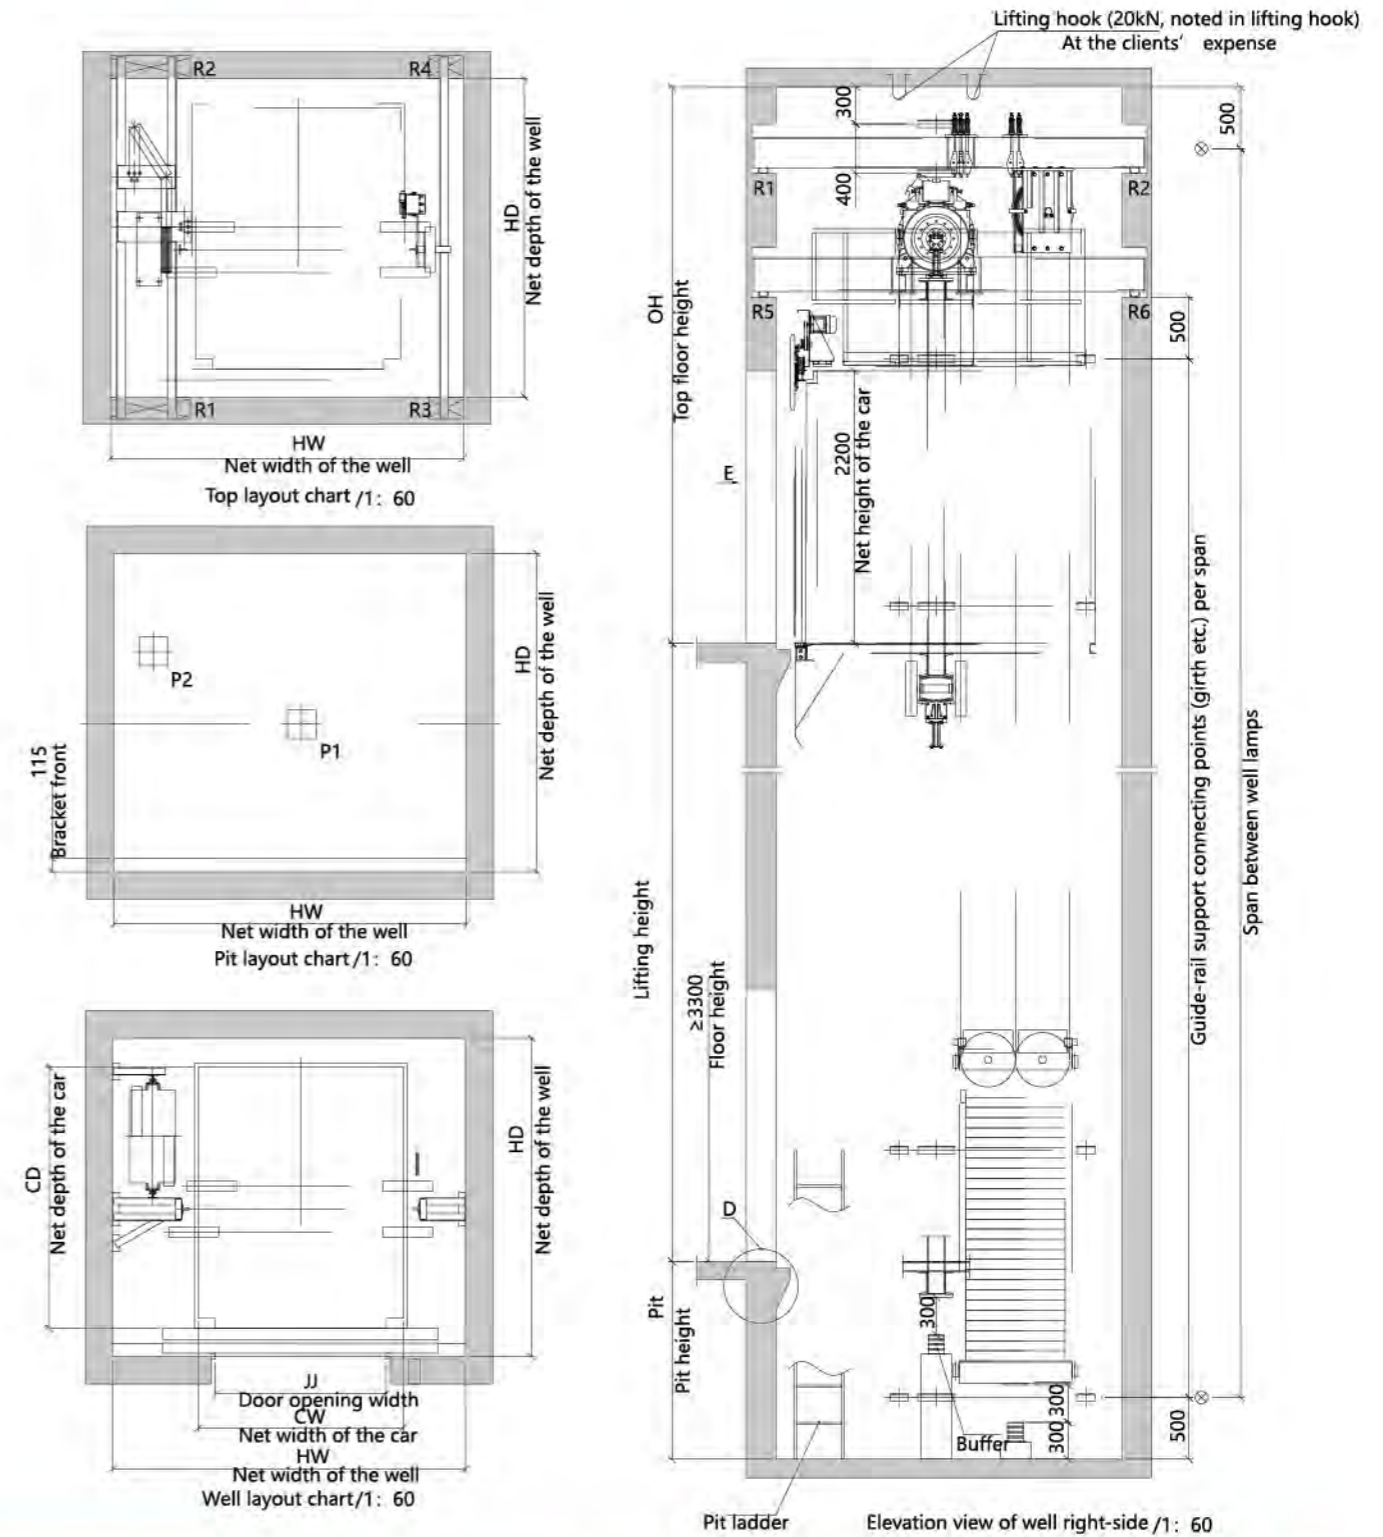 Lifting hook (20kN, noted in lifting hook)
At the clients' expense
R2
R4
HD
Net depth of the well
R1
R3
HW
Net width of the well
Top layout chart /1: 60
HD
Net depth of the well
P2
P1
115
Bracket front
HW
Net width of the well
Pit layout chart /1: 60
CD
Net depth of the car
HD
Net depth of the well
JJ
Door opening width
CW
Net width of the car
HW
Net width of the well
Well layout chart/1: 60
300
500
R1
400
R2
OH
Top floor height
R5
R6
500
E
2200
Net height of the car
Guide-rail support connecting points (girth etc.) per span
Span between well lamps
Lifting height
≥3300
Floor height
D
Pit
Pit height
300
300
300
500
Buffer
Pit ladder
Elevation view of well right-side /1: 60